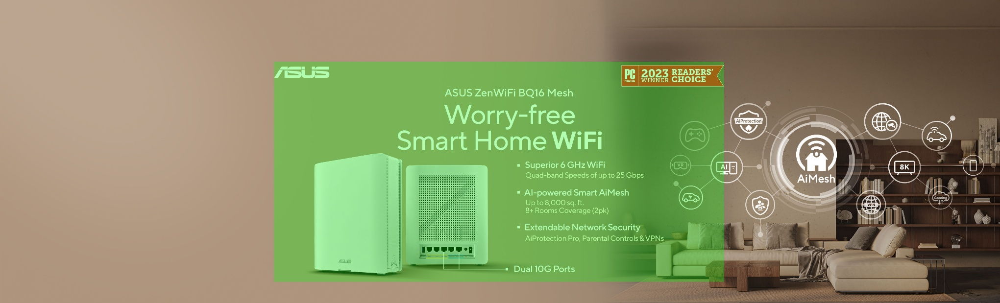 ASUS
PC
PCMAG.COM
2023 READERS'
WINNER CHOICE
ASUS ZenWiFi BQ16 Mesh
Worry-free
Smart Home WiFi
▪ Superior 6 GHz WiFi
Quad-band Speeds of up to 25 Gbps
▪ AI-powered Smart AiMesh
Up to 8,000 sq. ft.
8+ Rooms Coverage (2pk)
▪ Extendable Network Security
AiProtection Pro, Parental Controls & VPNs
▪ Dual 10G Ports
ASUS
AiProtection
VR
AI
AiMesh
8K
VPN
Gaming